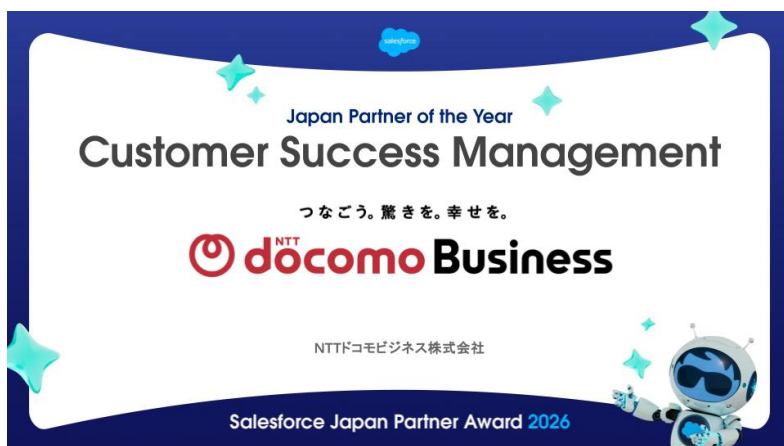 salesforce
Japan Partner of the Year
Customer Success Management
つなごう。驚きを。幸せを。
NTT
docomo Business
NTTドコモビジネス株式会社
Salesforce Japan Partner Award 2026